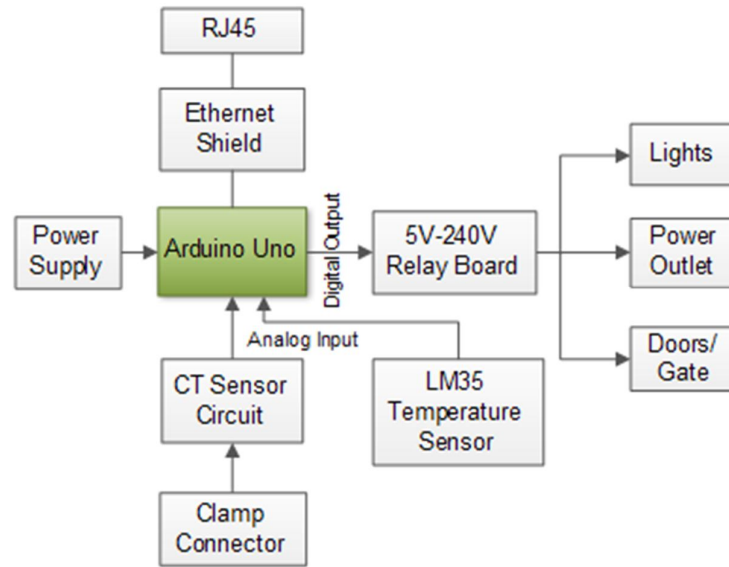 RJ45
Ethernet
Shield
Power
Supply
Arduino Uno
Digital Output
5V-240V
Relay Board
Lights
Power
Outlet
Doors/
Gate
Analog Input
CT Sensor
Circuit
LM35
Temperature
Sensor
Clamp
Connector